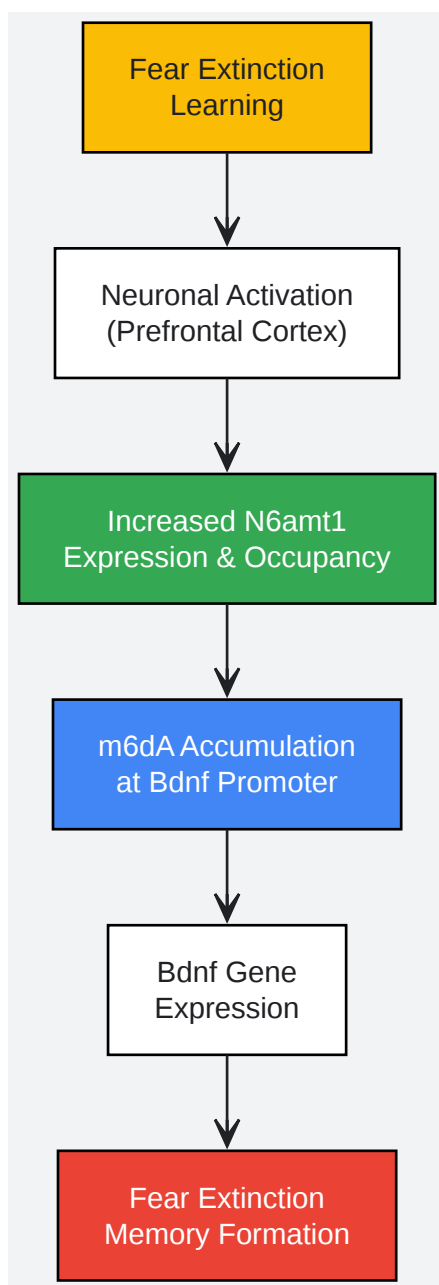 Fear Extinction
Learning
Neuronal Activation
(Prefrontal Cortex)
Increased N6amt1
Expression & Occupancy
m6dA Accumulation
at Bdnf Promoter
Bdnf Gene
Expression
Fear Extinction
Memory Formation